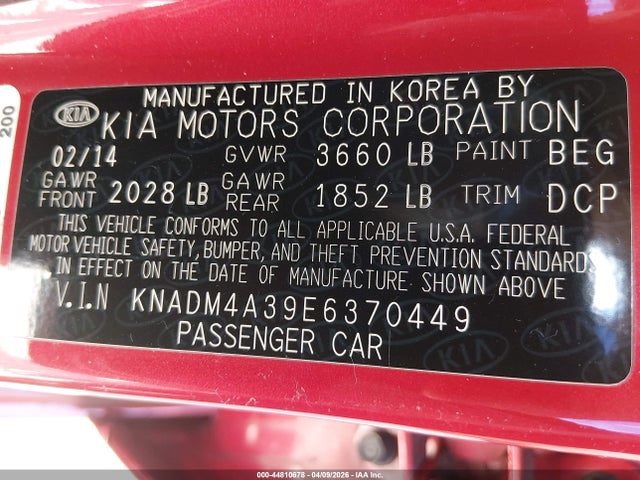 200
MANUFACTURED IN KOREA BY
KIA KIA MOTORS CORPORATION
02/14 GVWR 3660 LB PAINT BEG
GAWR FRONT 2028 LB GAWR REAR 1852 LB TRIM DCP
THIS VEHICLE CONFORMS TO ALL APPLICABLE U.S.A. FEDERAL
MOTOR VEHICLE SAFETY, BUMPER, AND THEFT PREVENTION STANDARDS
IN EFFECT ON THE DATE OF MANUFACTURE SHOWN ABOVE
V.I.N KNADM4A39E6370449
PASSENGER CAR
000-44810678 - 04/09/2026 - IAA Inc.